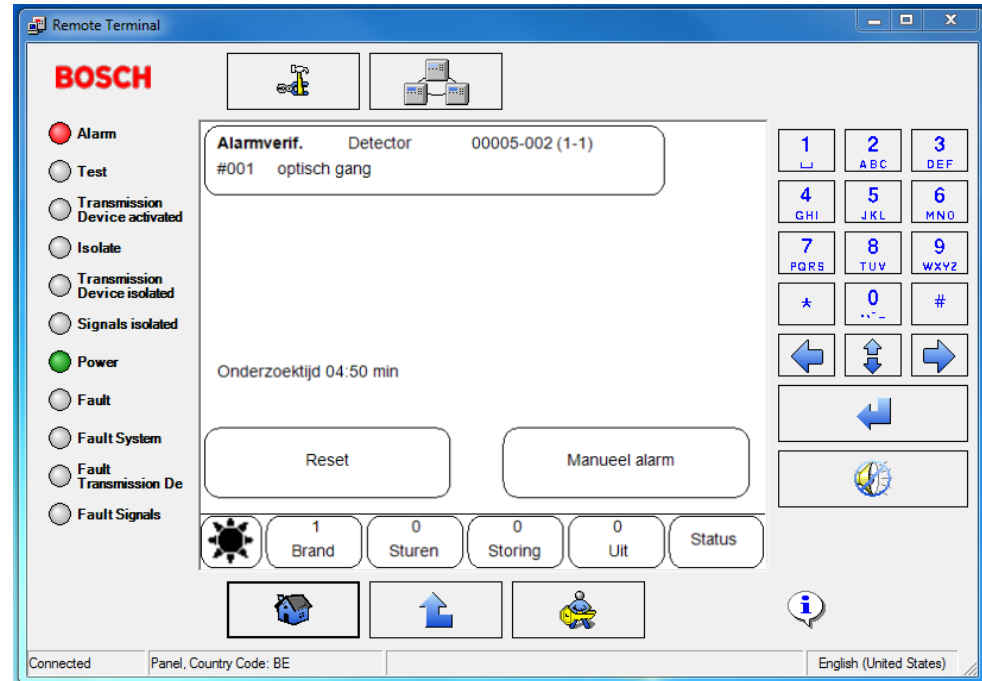 Remote Terminal
BOSCH
Alarm
Test
Transmission
Device activated
Isolate
Transmission
Device isolated
Signals isolated
Power
Fault
Fault System
Fault
Transmission De
Fault Signals
Alarmverif. Detector 00005-002 (1-1)
#001 optisch gang
Onderzoektijd 04:50 min
Reset Manueel alarm
1 0 0 0
Brand Sturen Storing Uit Status
1 2 3
ABC DEF
4 5 6
GHI JKL MNO
7 8 9
PQRS TUV WXYZ
* 0 #
Connected Panel, Country Code: BE English (United States)